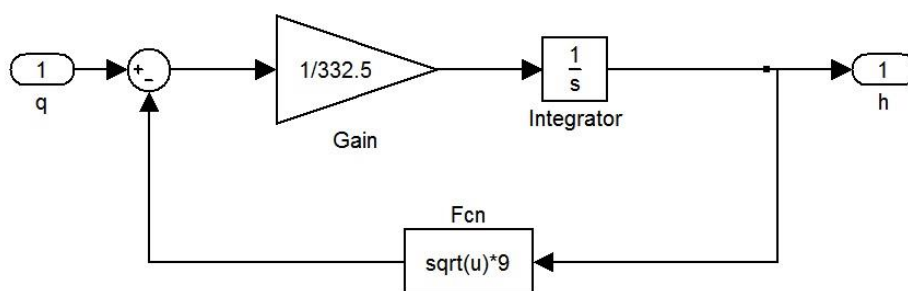 1
q
+
-
1/332.5
Gain
1
s
Integrator
1
h
Fcn
sqrt(u)*9